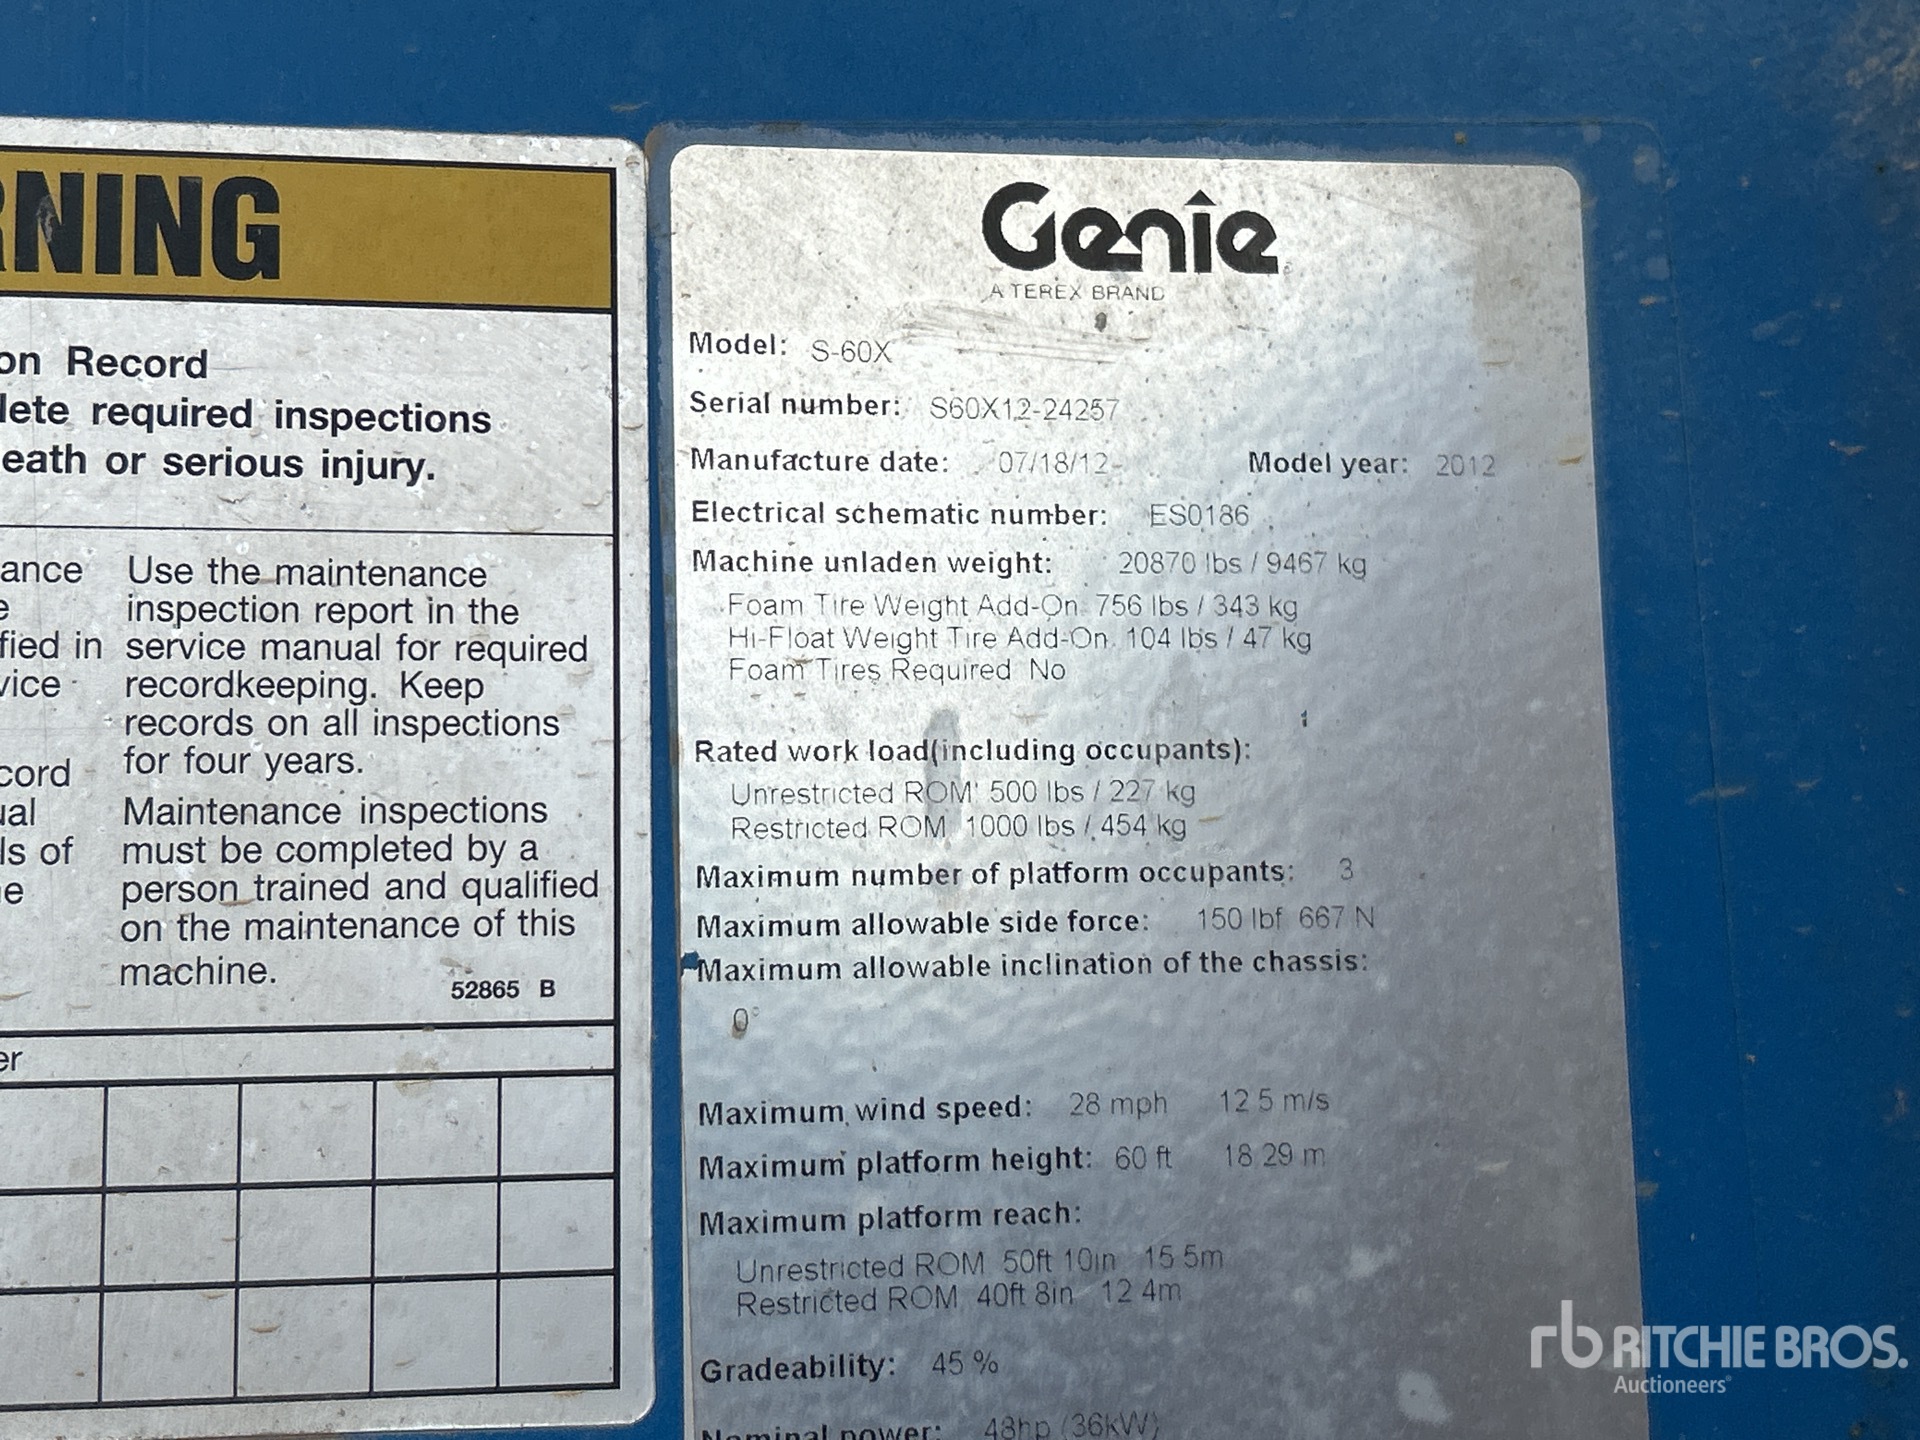 RNING
on Record
lete required inspections
eath or serious injury.
ance
e
fied in
vice
cord
ual
ls of
e
Use the maintenance
inspection report in the
service manual for required
recordkeeping. Keep
records on all inspections
for four years.
Maintenance inspections
must be completed by a
person trained and qualified
on the maintenance of this
machine.
52865 B
er
Genie
A TEREX BRAND
Model: S-60X
Serial number: S60X12-24257
Manufacture date: 07/18/12 Model year: 2012
Electrical schematic number: ES0186
Machine unladen weight: 20870 lbs / 9467 kg
Foam Tire Weight Add-On 756 lbs / 343 kg
Hi-Float Weight Tire Add-On 104 lbs / 47 kg
Foam Tires Required No
Rated work load(including occupants):
Unrestricted ROM 500 lbs / 227 kg
Restricted ROM 1000 lbs / 454 kg
Maximum number of platform occupants: 3
Maximum allowable side force: 150 lbf 667 N
Maximum allowable inclination of the chassis:
0°
Maximum wind speed: 28 mph 12 5 m/s
Maximum platform height: 60 ft 18 29 m
Maximum platform reach:
Unrestricted ROM 50ft 10in 15 5m
Restricted ROM 40ft 8in 12 4m
Gradeability: 45 %
Nominal power: 48hp (36kW)
rb RITCHIE BROS.
Auctioneers